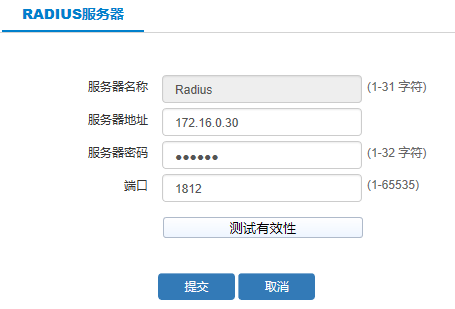 RADIUS服务器
服务器名称 Radius (1-31 字符)
服务器地址 172.16.0.30
服务器密码 ●●●●●● (1-32 字符)
端口 1812 (1-65535)
测试有效性
提交 取消